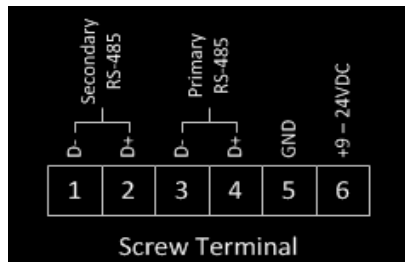 Secondary
RS-485
Primary
RS-485
D-
D+
D-
D+
GND
+9 – 24VDC
1 2 3 4 5 6
Screw Terminal